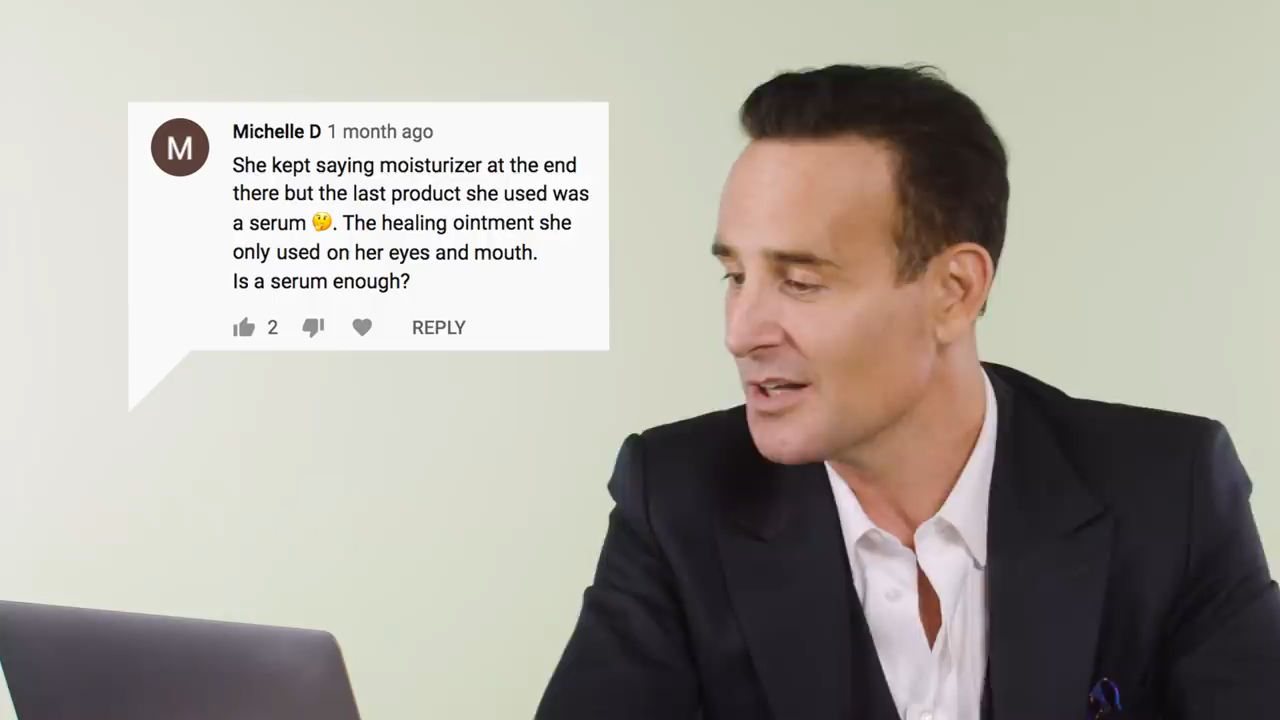 M
Michelle D 1 month ago
She kept saying moisturizer at the end
there but the last product she used was
a serum 🤔. The healing ointment she
only used on her eyes and mouth.
Is a serum enough?
2 REPLY